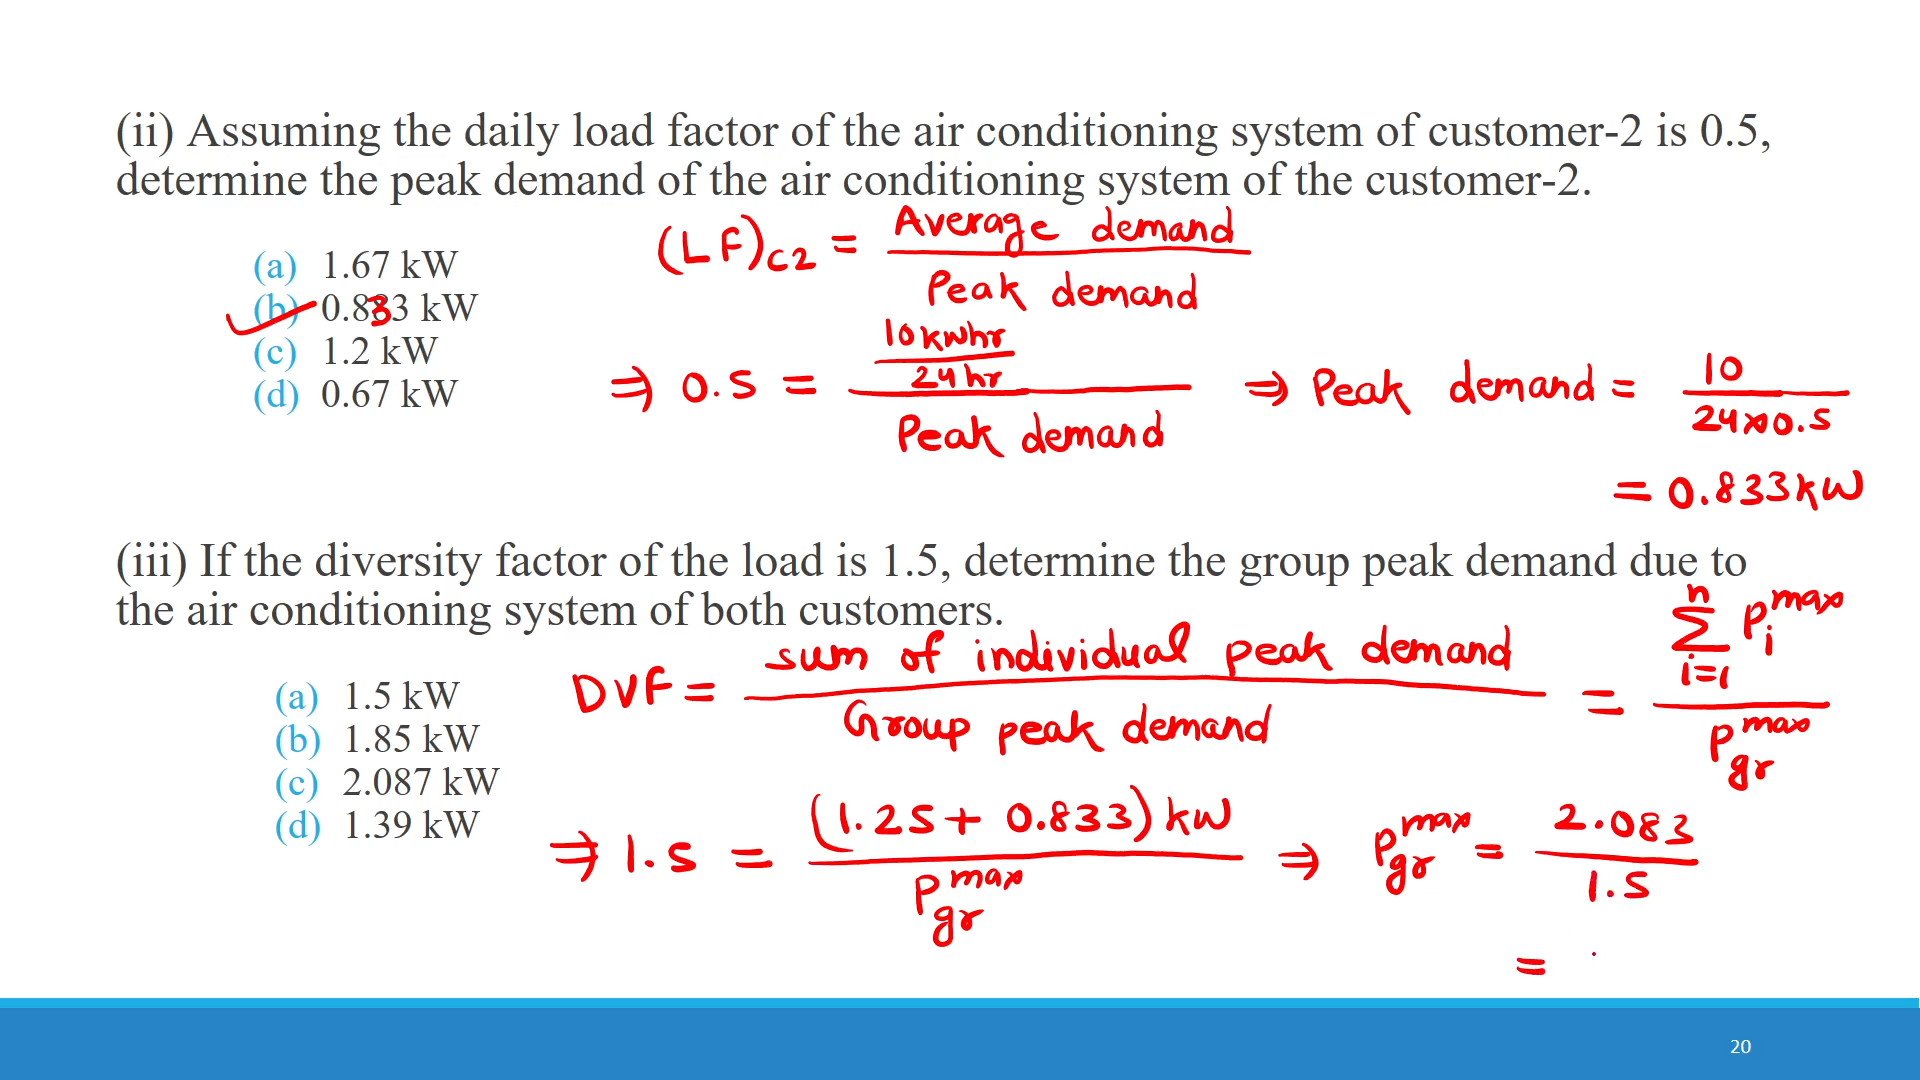 (ii) Assuming the daily load factor of the air conditioning system of customer-2 is 0.5,
determine the peak demand of the air conditioning system of the customer-2.
(LF)C2 = Average demand / Peak demand
(a) 1.67 kW
(b) 0.833 kW
(c) 1.2 kW
(d) 0.67 kW
⇒ 0.5 = (10 kwhr / 24 hr) / Peak demand ⇒ Peak demand = 10 / 24×0.5
= 0.833 kW
(iii) If the diversity factor of the load is 1.5, determine the group peak demand due to
the air conditioning system of both customers.
DVF = sum of individual peak demand / Group peak demand = ∑ i=1 n P i max / P gr max
(a) 1.5 kW
(b) 1.85 kW
(c) 2.087 kW
(d) 1.39 kW
⇒ 1.5 = (1.25 + 0.833) kW / P gr max ⇒ P gr max = 2.083 / 1.5
=
20